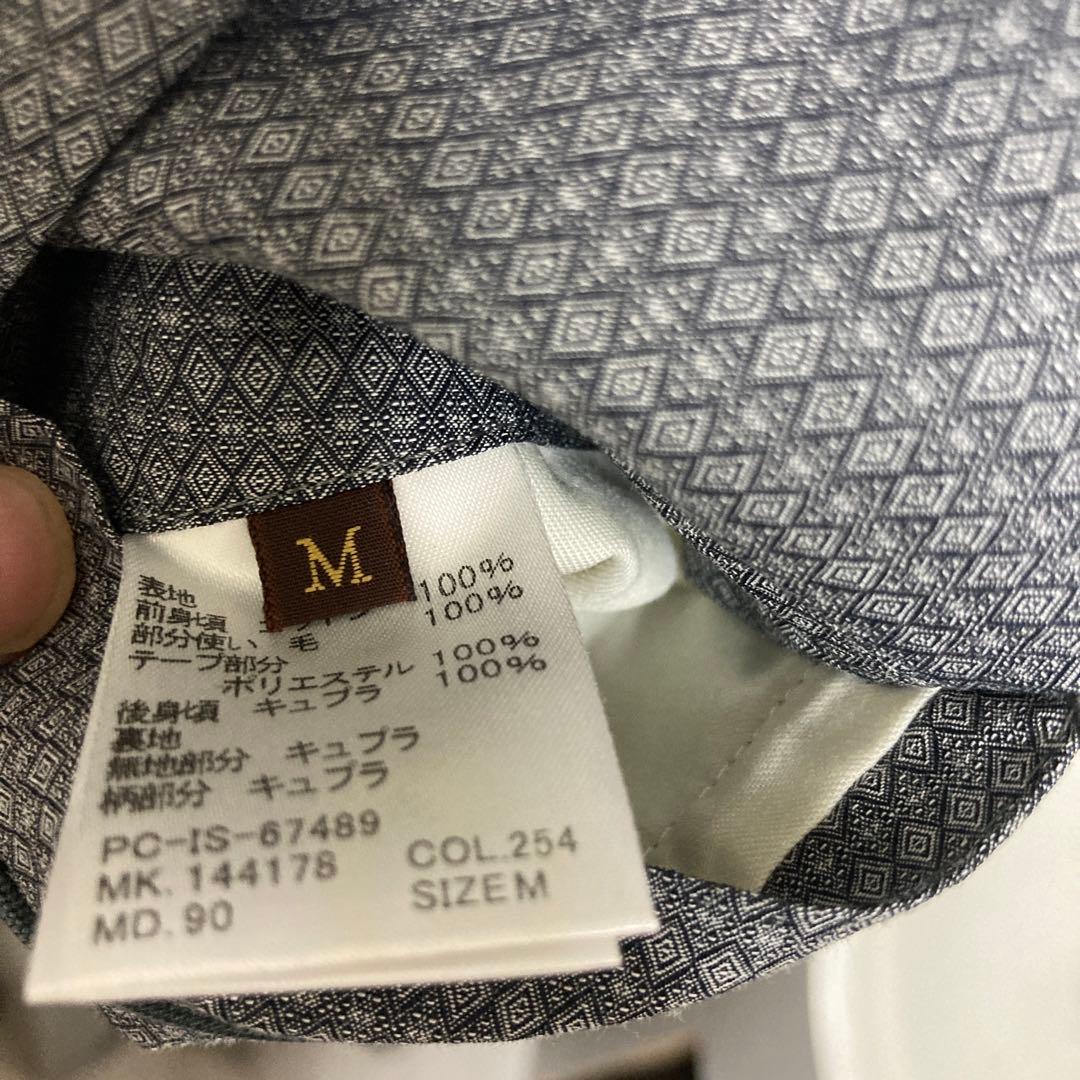 M
表地
前身頃 100%
部分使い、毛 100%
テープ部分
ポリエステル 100%
後身頃 キュプラ 100%
裏地
無地部分 キュプラ
柄部分 キュプラ
PC-IS-67489
MK. 144178 COL.254
MD. 90 SIZE M